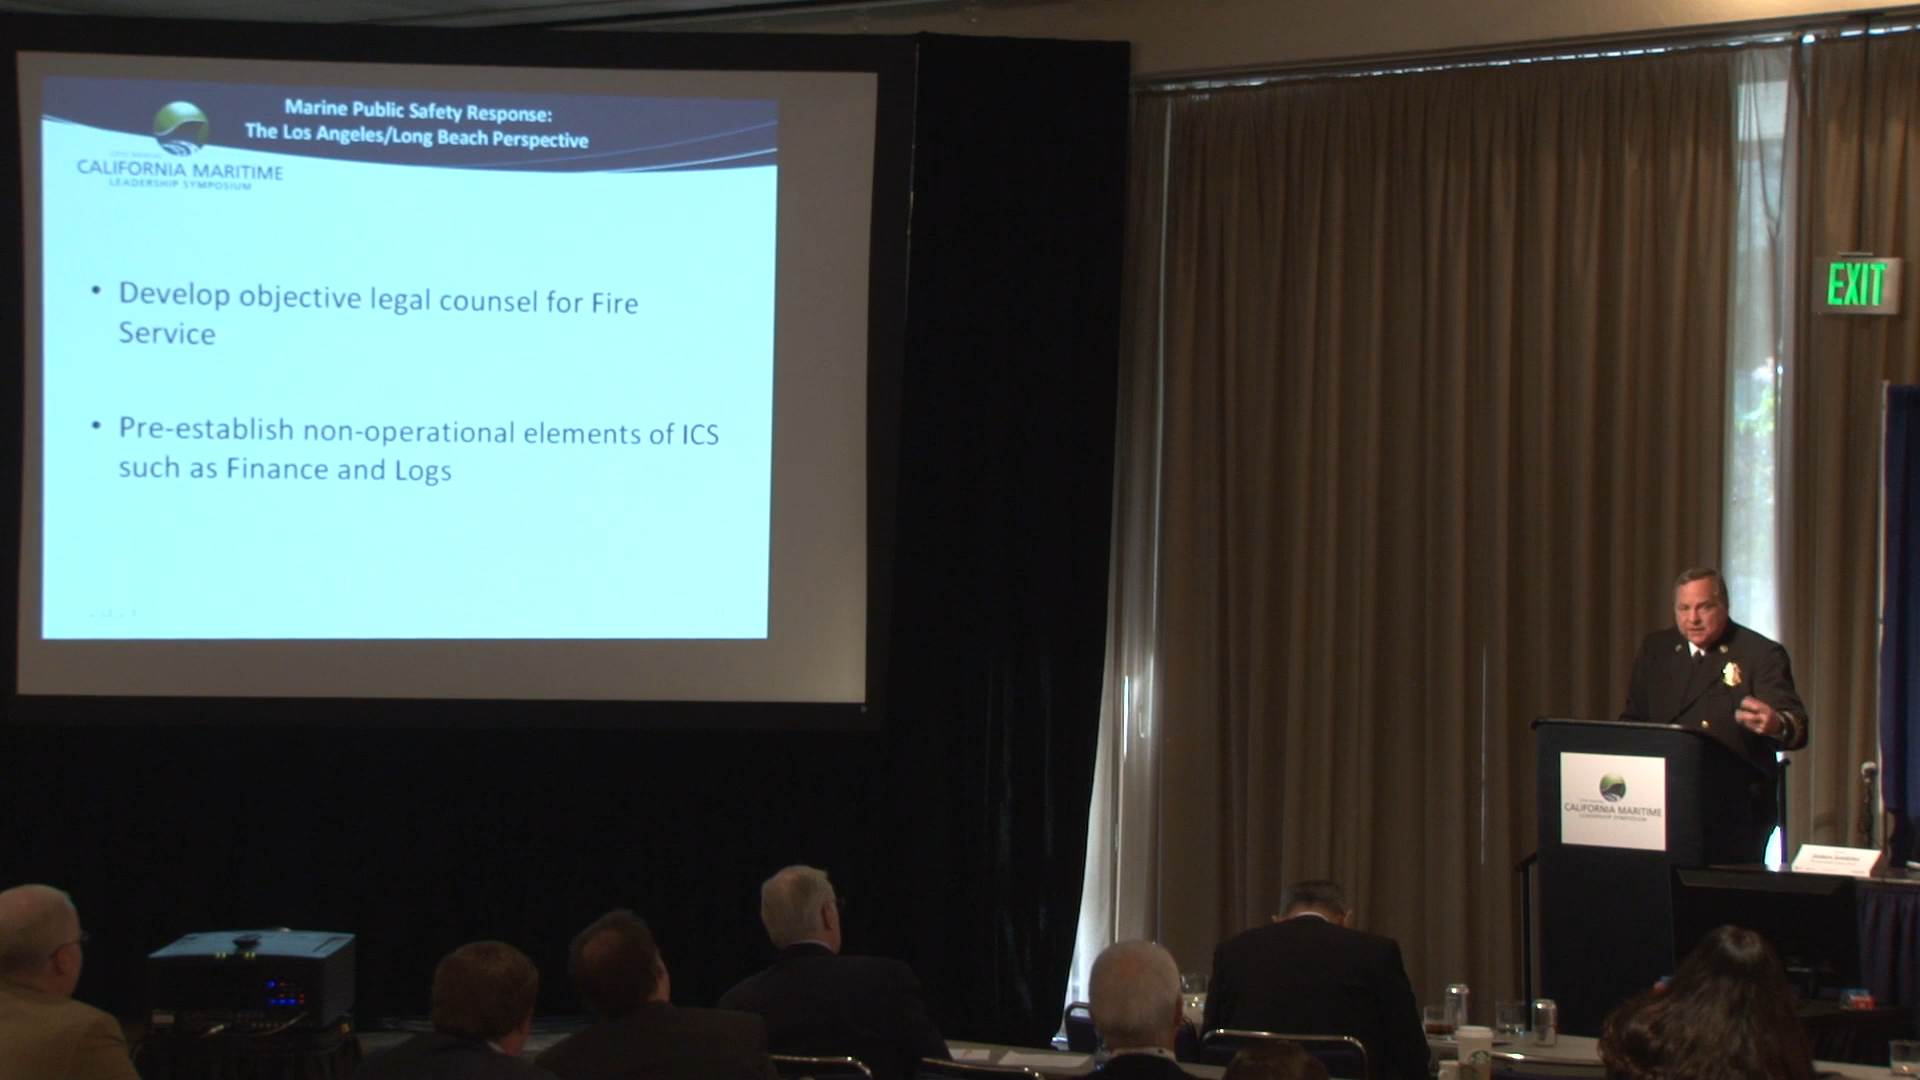 Marine Public Safety Response:
The Los Angeles/Long Beach Perspective
CALIFORNIA MARITIME
LEADERSHIP SYMPOSIUM
• Develop objective legal counsel for Fire
Service
• Pre-establish non-operational elements of ICS
such as Finance and Logs
EXIT
CALIFORNIA MARITIME
LEADERSHIP SYMPOSIUM